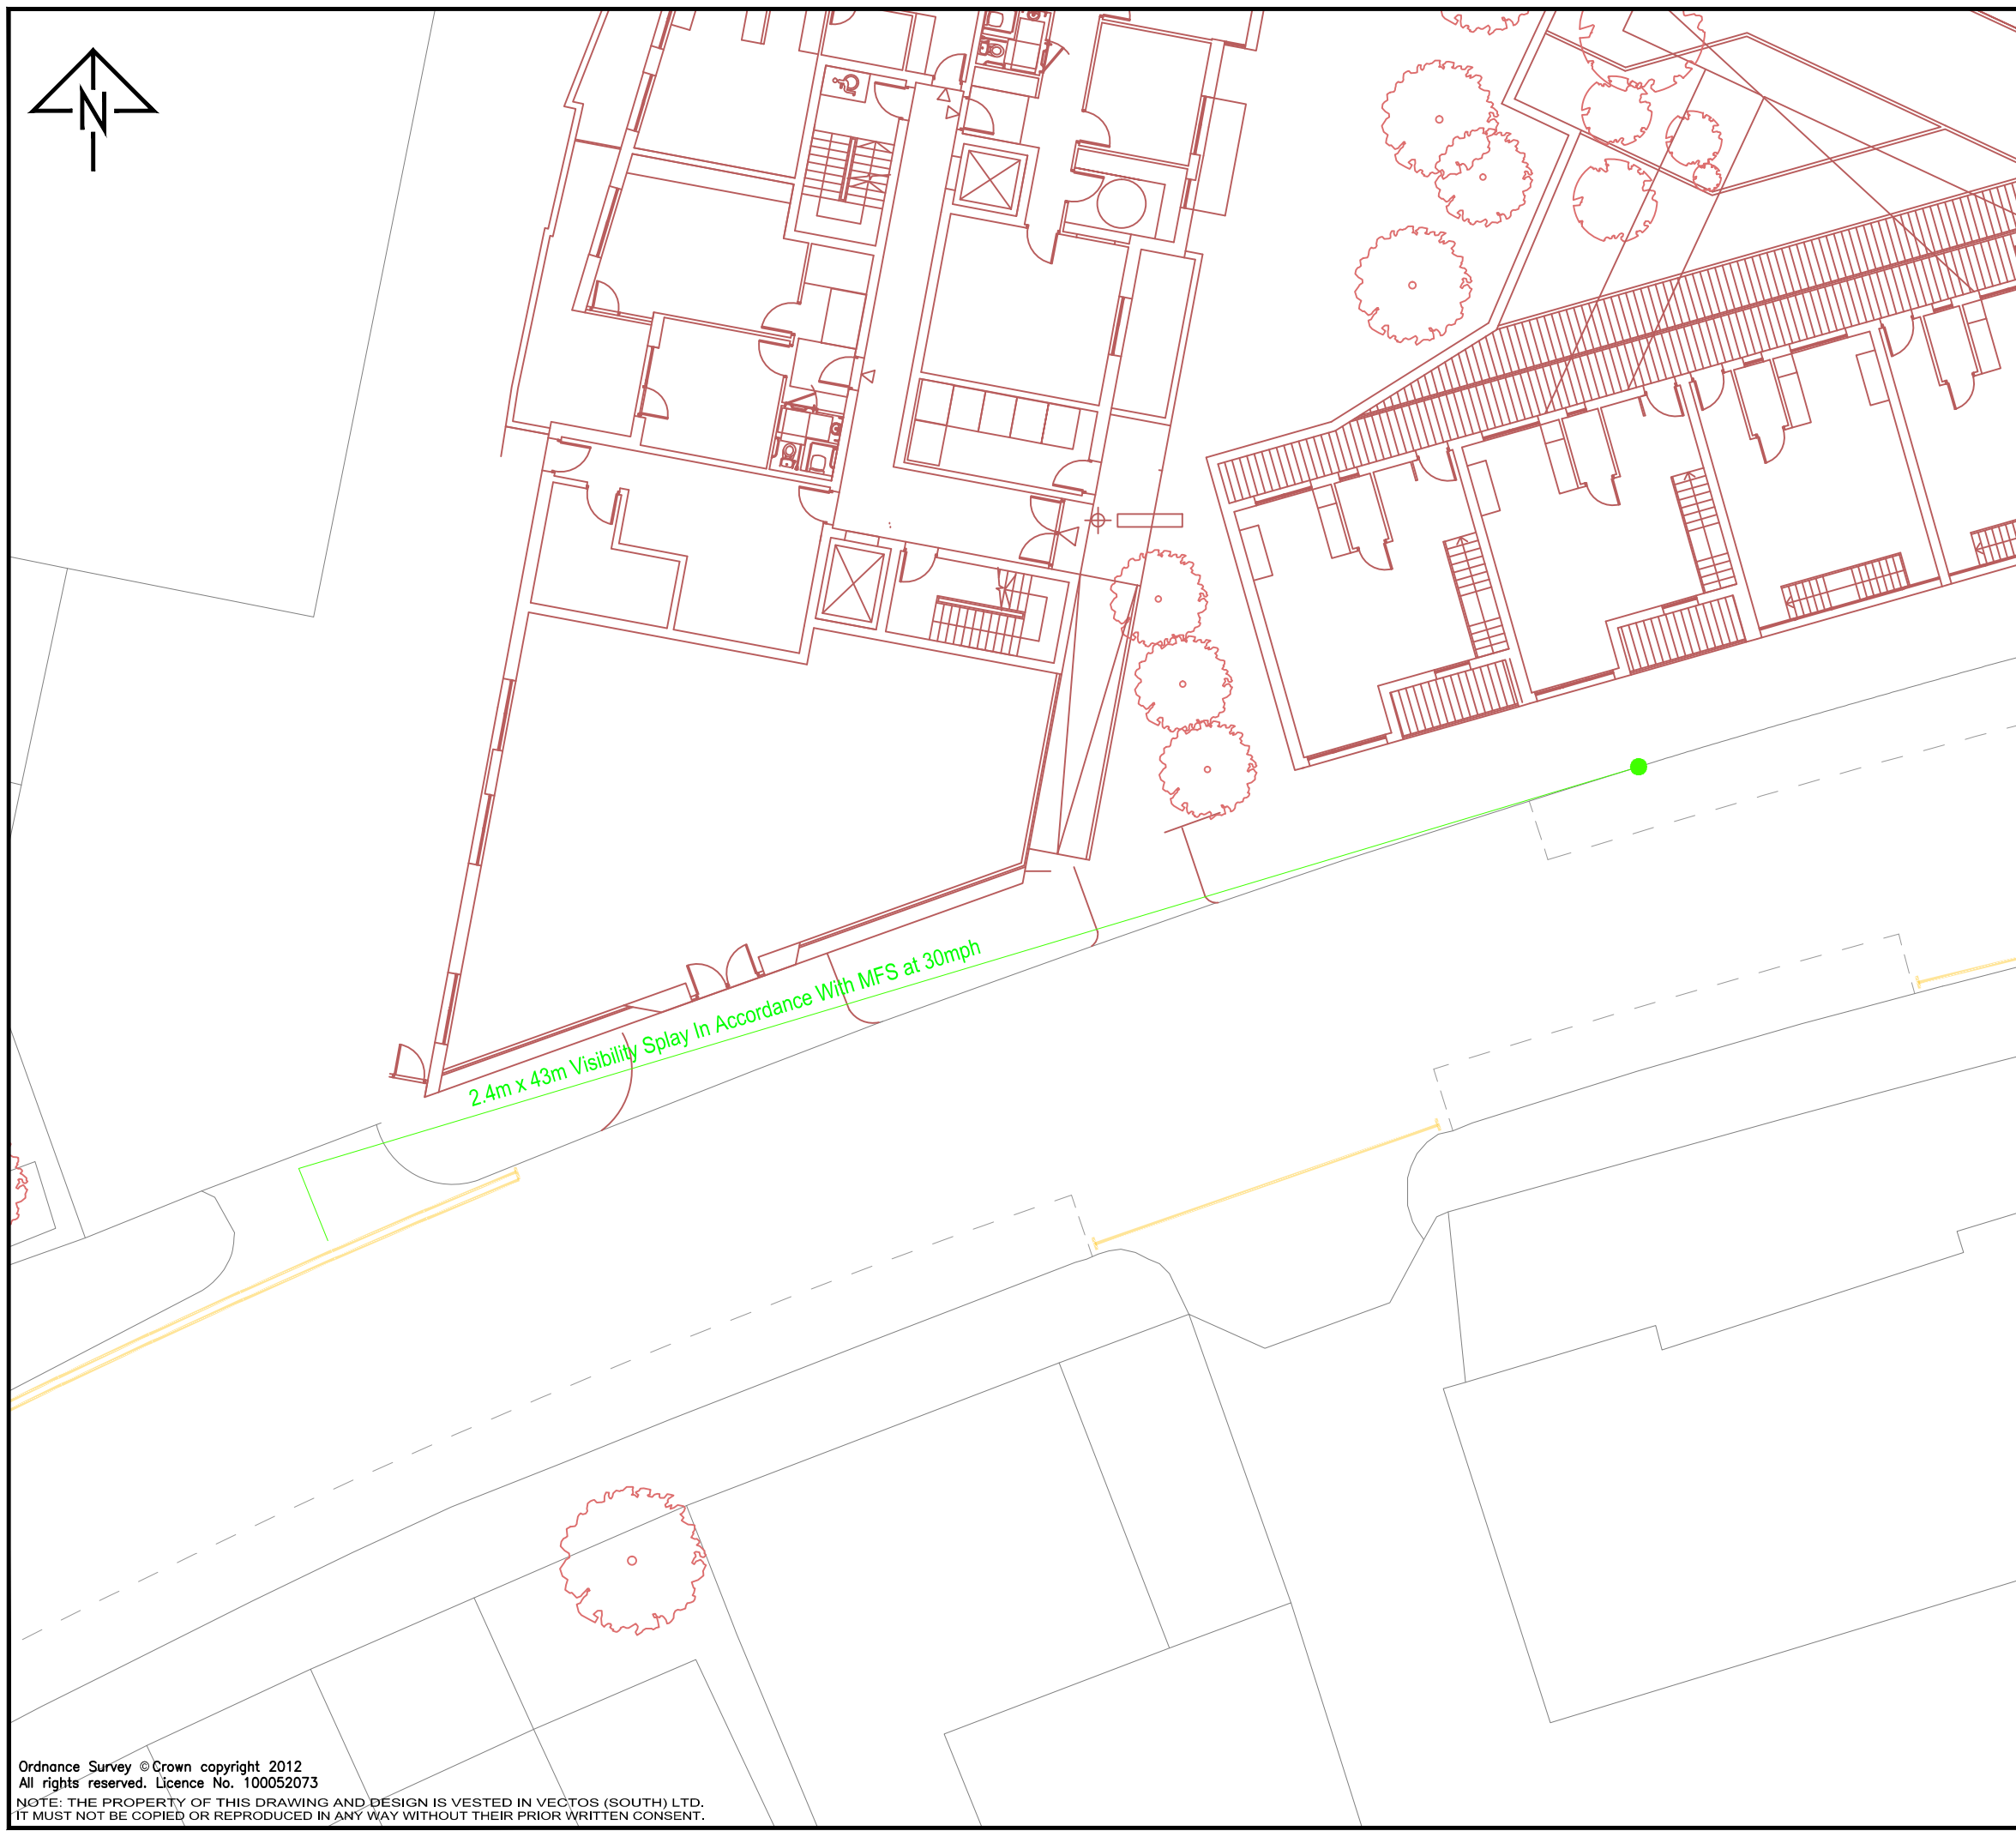 N
2.4m x 43m Visibility Splay In Accordance With MFS at 30mph
Ordnance Survey © Crown copyright 2012
All rights reserved. Licence No. 100052073
NOTE: THE PROPERTY OF THIS DRAWING AND DESIGN IS VESTED IN VECTOS (SOUTH) LTD.
IT MUST NOT BE COPIED OR REPRODUCED IN ANY WAY WITHOUT THEIR PRIOR WRITTEN CONSENT.